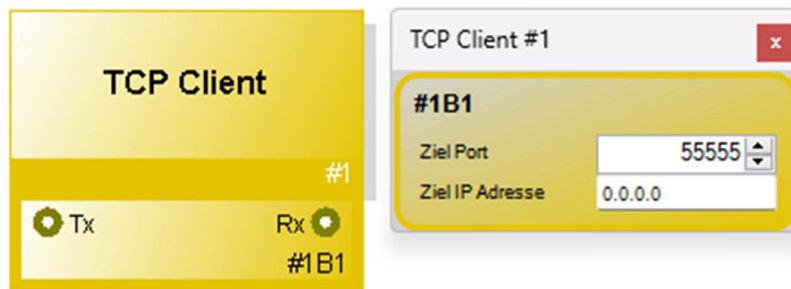 TCP Client
#1
Tx Rx
#1B1
TCP Client #1
x
#1B1
Ziel Port 55555
Ziel IP Adresse 0.0.0.0